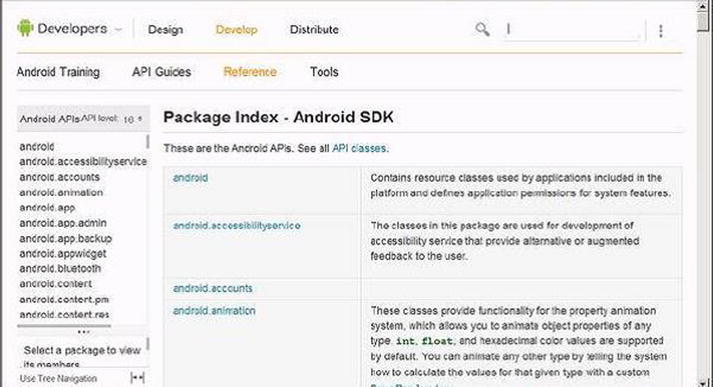 Developers
Design
Develop
Distribute
Android Training
API Guides
Reference
Tools
Android APIs API level: 16
android
android.accessibilityservice
android.accounts
android.animation
android.app
android.app.admin
android.app.backup
android.appwidget
android.bluetooth
android.content
android.content.pm
android.content.res
Select a package to view
its members
Use Tree Navigation
Package Index - Android SDK
These are the Android APIs. See all API classes.
android
Contains resource classes used by applications included in the
platform and defines application permissions for system features.
android.accessibilityservice
The classes in this package are used for development of
accessibility service that provide alternative or augmented
feedback to the user.
android.accounts
android.animation
These classes provide functionality for the property animation
system, which allows you to animate object properties of any
type. int, float, and hexadecimal color values are supported
by default. You can animate any other type by telling the system
how to calculate the values for that given type with a custom